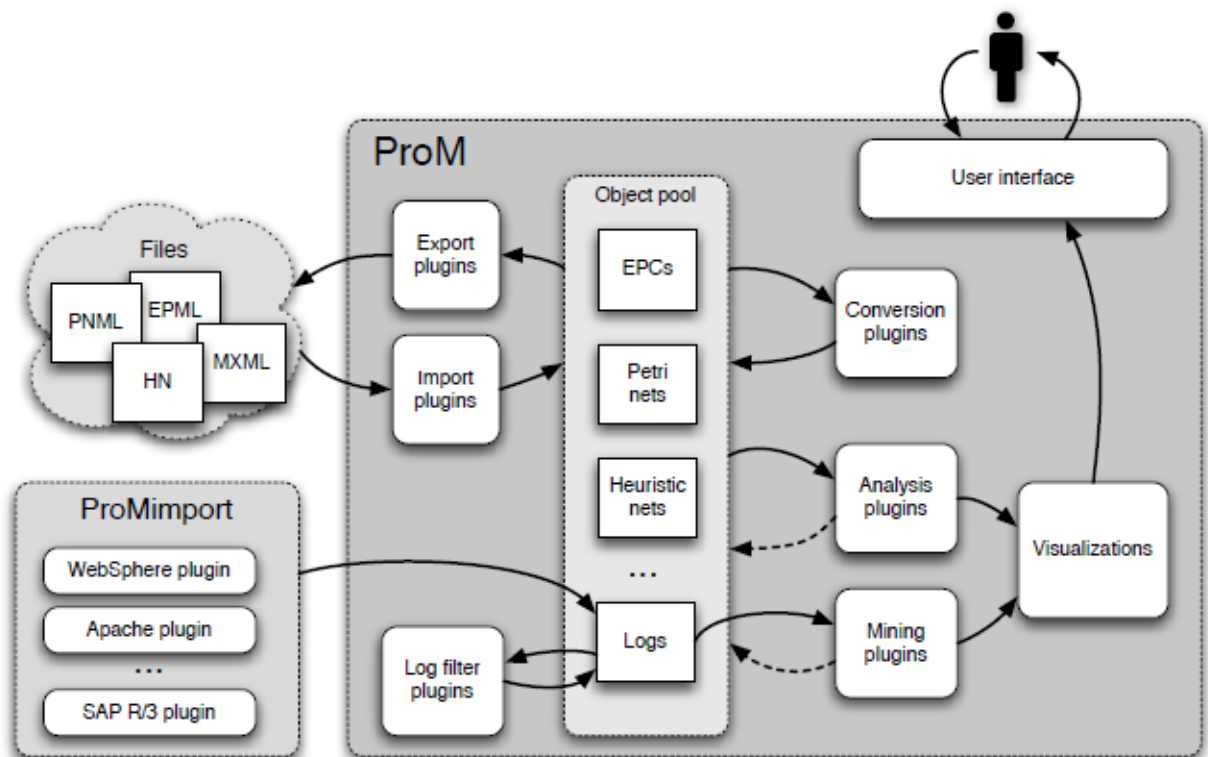 ProM
User interface
Object pool
Export
plugins
EPCs
Files
PNML
EPML
HN
MXML
Conversion
plugins
Import
plugins
Petri
nets
Heuristic
nets
Analysis
plugins
Visualizations
...
ProMimport
WebSphere plugin
Apache plugin
...
SAP R/3 plugin
Log filter
plugins
Logs
Mining
plugins